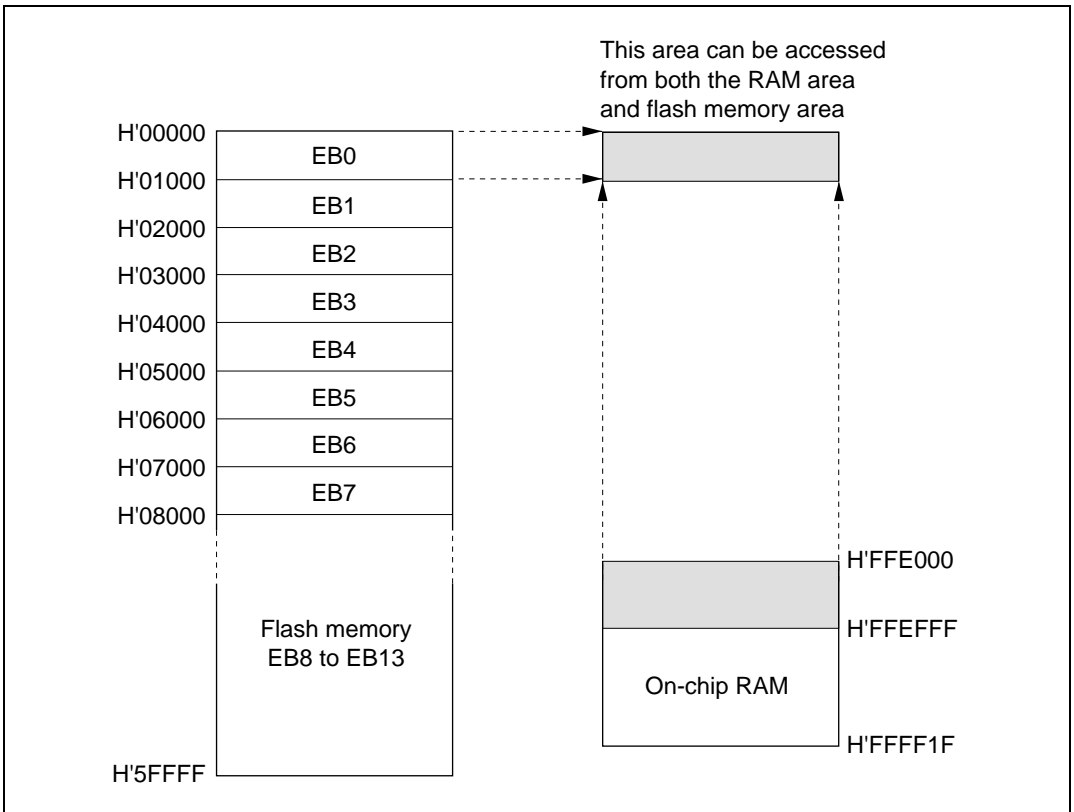 This area can be accessed
from both the RAM area
and flash memory area
H'00000
EB0
H'01000
EB1
H'02000
EB2
H'03000
EB3
H'04000
EB4
H'05000
EB5
H'06000
EB6
H'07000
EB7
H'08000
H'FFE000
Flash memory
EB8 to EB13
H'FFEFFF
On-chip RAM
H'FFFF1F
H'5FFFF